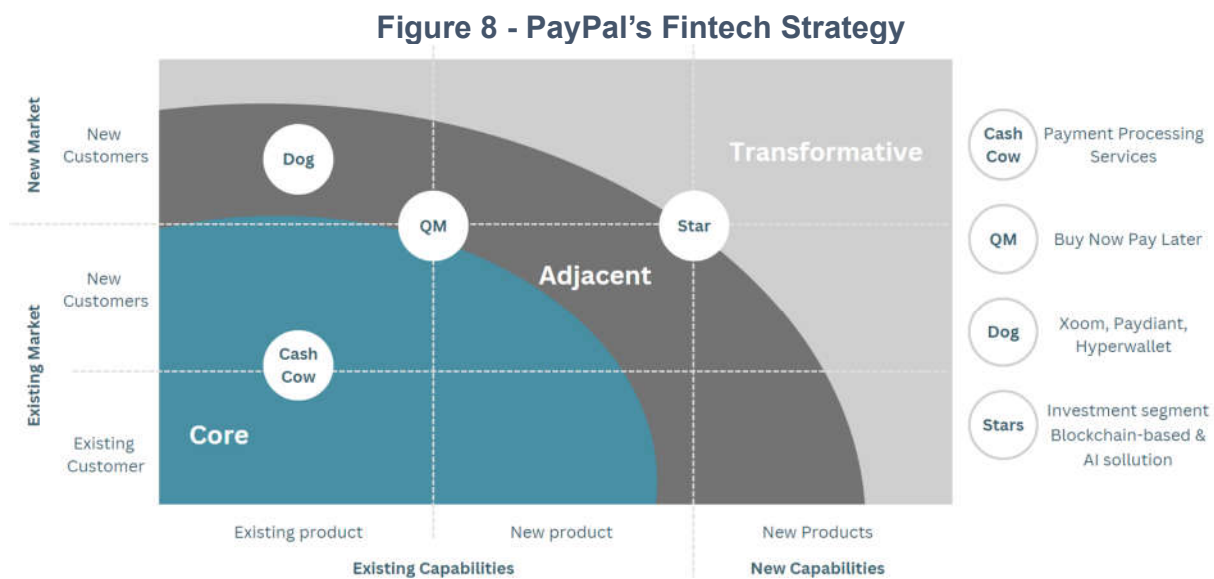 Figure 8 - PayPal's Fintech Strategy
New Market
New
Customers
Dog
Transformative
Cash
Cow
Payment Processing
Services
QM
Star
QM
Buy Now Pay Later
Existing Market
New
Customers
Adjacent
Cash
Cow
Dog
Xoom, Paydiant,
Hyperwallet
Core
Existing
Customer
Stars
Investment segment
Blockchain-based &
AI sollution
Existing product
New product
New Products
Existing Capabilities
New Capabilities